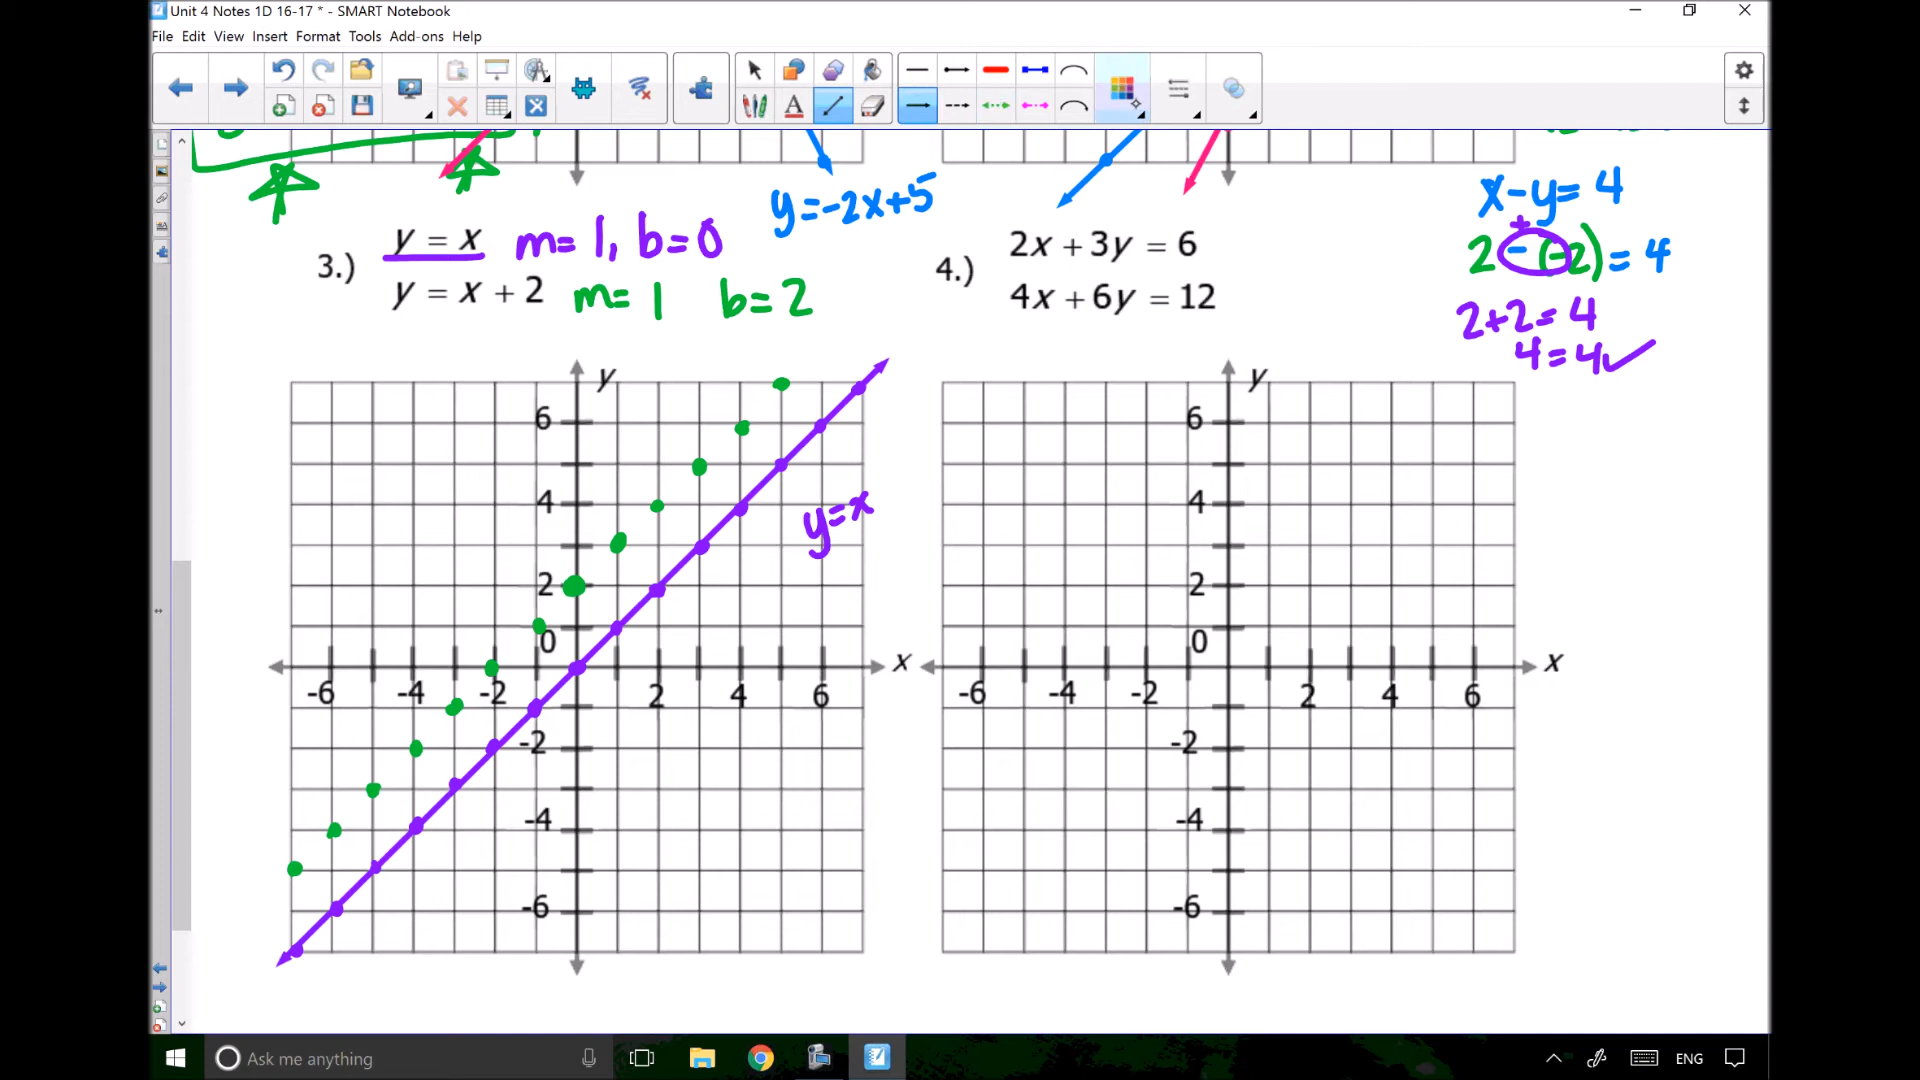 Unit 4 Notes 1D 16-17 * - SMART Notebook
File Edit View Insert Format Tools Add-ons Help
y=-2x+5
x-y=4
+
2 - (-2) = 4
2+2=4
4=4✓
3.) y = x m=1, b=0
y = x + 2 m=1 b=2
4.) 2x + 3y = 6
4x + 6y = 12
y
6
4
2
0
-6 -4 -2 2 4 6 x
-2
-4
-6
y=x
y
6
4
2
0
-6 -4 -2 2 4 6 x
-2
-4
-6
Ask me anything
ENG